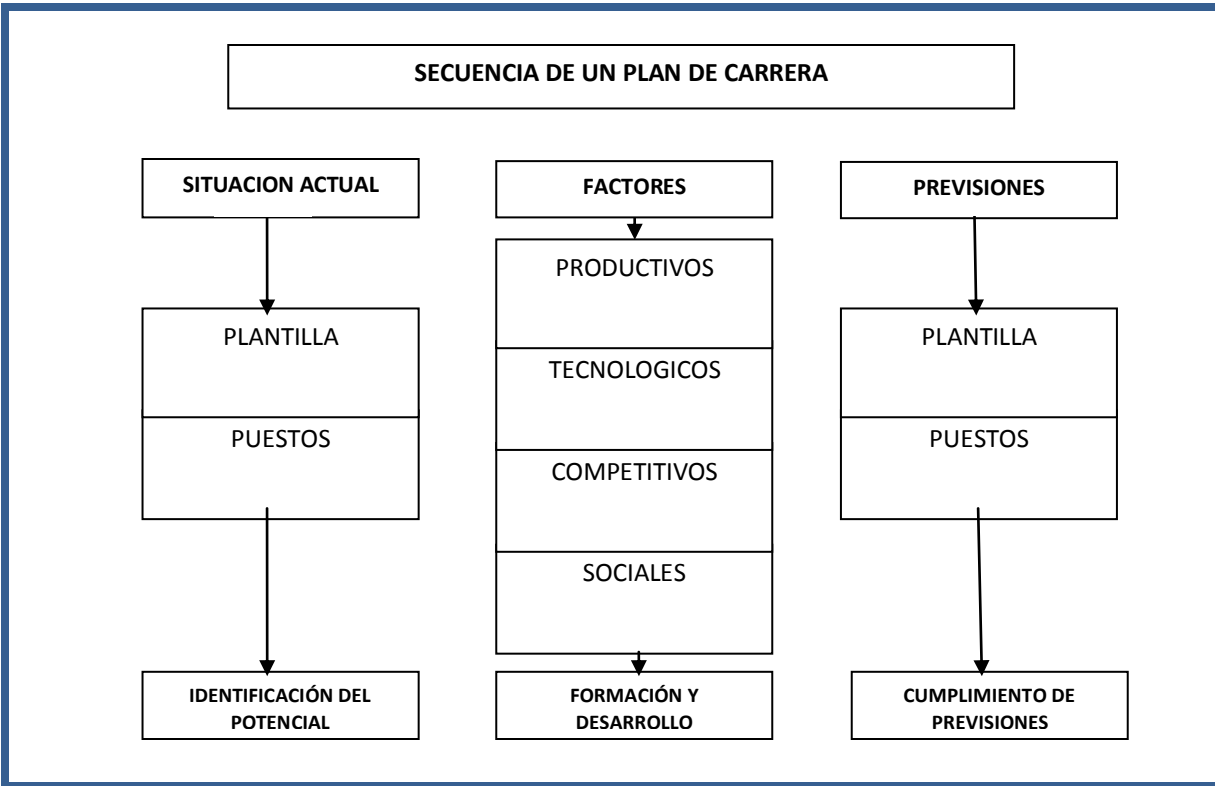 SECUENCIA DE UN PLAN DE CARRERA
SITUACION ACTUAL
PLANTILLA
PUESTOS
IDENTIFICACIÓN DEL
POTENCIAL
FACTORES
PRODUCTIVOS
TECNOLOGICOS
COMPETITIVOS
SOCIALES
FORMACIÓN Y
DESARROLLO
PREVISIONES
PLANTILLA
PUESTOS
CUMPLIMIENTO DE
PREVISIONES